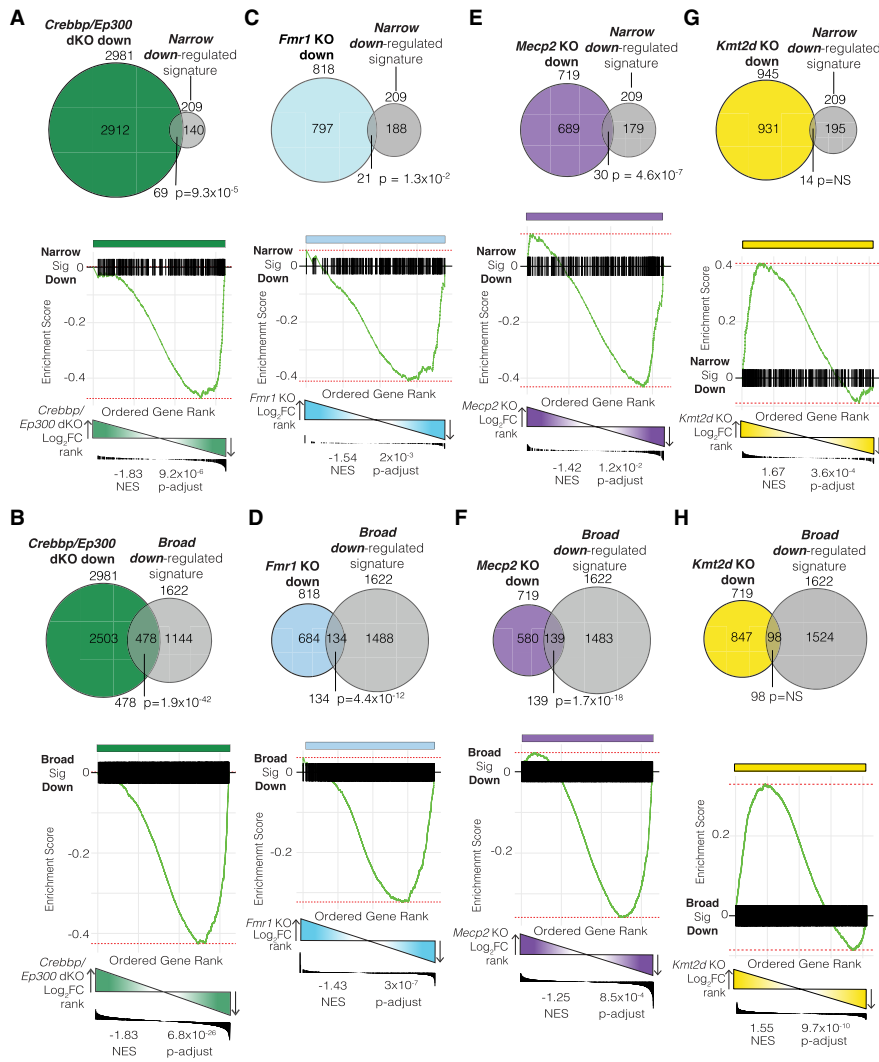 A
Crebbp/Ep300
dKO down
2981
Narrow
down-regulated
signature
209
2912
140
69 p=9.3x10-5
Narrow
Sig
Down
0
-0.2
-0.4
Enrichment Score
Ordered Gene Rank
Crebbp/
Ep300 dKO
Log2FC
rank
-1.83
NES
9.2x10-6
p-adjust
C
Fmr1 KO
down
818
Narrow
down-regulated
signature
209
797
188
21 p = 1.3x10-2
Narrow
Sig
Down
0
-0.2
-0.4
Enrichenmt Score
Ordered Gene Rank
Fmr1 KO
Log2FC
rank
-1.54
NES
2x10-3
p-adjust
E
Mecp2 KO
down
719
Narrow
down-regulated
signature
209
689
179
30 p = 4.6x10-7
Narrow
Sig
Down
0
-0.2
-0.4
Enrichenmt Score
Ordered Gene Rank
Mecp2 KO
Log2FC
rank
-1.42
NES
1.2x10-2
p-adjust
G
Kmt2d KO
down
945
Narrow
down-regulated
signature
209
931
195
14 p=NS
0.4
0.2
0
Enrichment Score
Narrow
Sig
Down
Ordered Gene Rank
Kmt2d KO
Log2FC
rank
1.67
NES
3.6x10-4
p-adjust
B
Crebbp/Ep300
dKO down
2981
Broad
down-regulated
signature
1622
2503
478
1144
478 p=1.9x10-42
Broad
Sig
Down
0
-0.2
-0.4
Enrichment Score
Ordered Gene Rank
Crebbp/
Ep300 dKO
Log2FC
rank
-1.83
NES
6.8x10-26
p-adjust
D
Fmr1 KO
down
818
Broad
down-regulated
signature
1622
684
134
1488
134 p=4.4x10-12
Broad
Sig
Down
0
-0.2
Enrichenmt Score
Ordered Gene Rank
Fmr1 KO
Log2FC
rank
-1.43
NES
3x10-7
p-adjust
F
Mecp2 KO
down
719
Broad
down-regulated
signature
1622
580
139
1483
139 p=1.7x10-18
Broad
Sig
Down
0
-0.2
Enrichenmt Score
Ordered Gene Rank
Mecp2 KO
Log2FC
rank
-1.25
NES
8.5x10-4
p-adjust
H
Kmt2d KO
down
719
Broad
down-regulated
signature
1622
847
98
1524
98 p=NS
0.2
0
Enrichment Score
Broad
Sig
Down
Ordered Gene Rank
Kmt2d KO
Log2FC
rank
1.55
NES
9.7x10-10
p-adjust